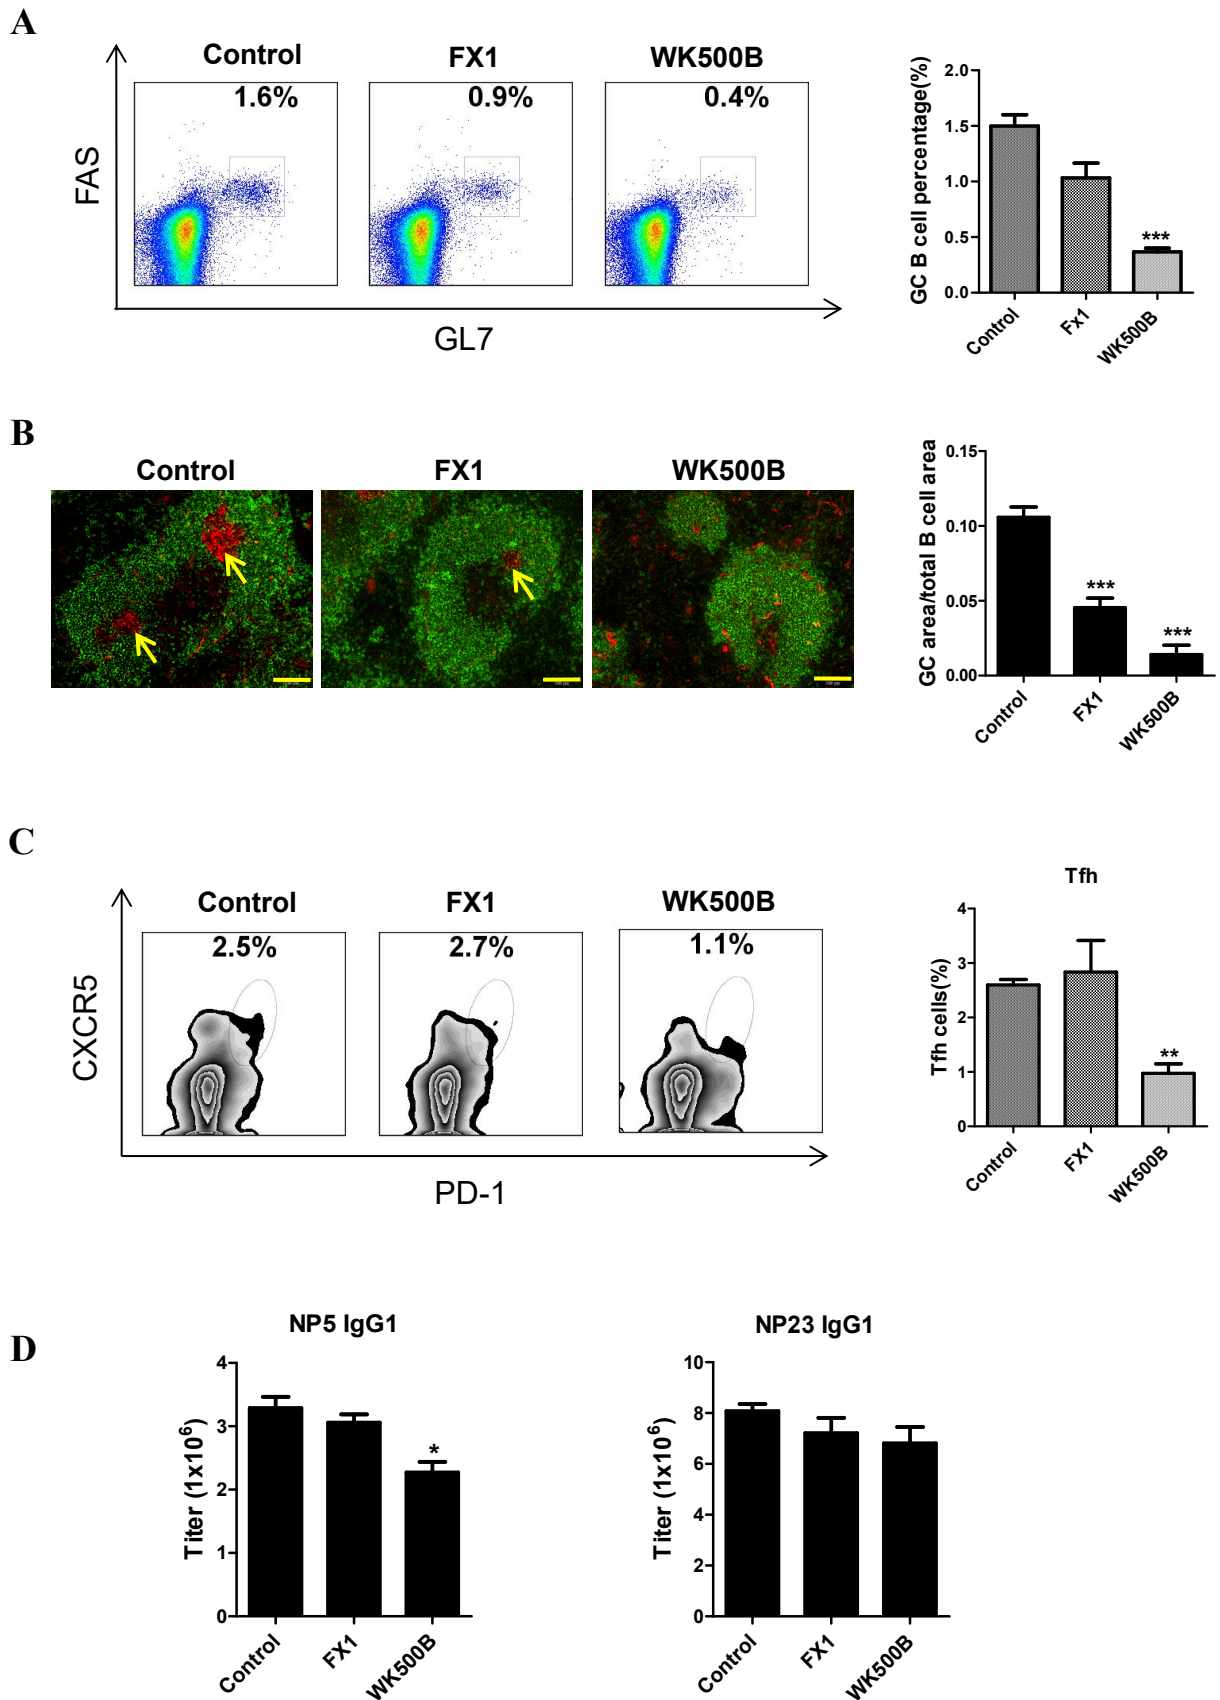 A
Control
FX1
WK500B
1.6%
0.9%
0.4%
FAS
GL7
GC B cell percentage(%)
2.0
1.5
1.0
0.5
0.0
***
Control
Fx1
WK500B
B
Control
FX1
WK500B
GC area/total B cell area
0.15
0.10
0.05
0.00
***
***
Control
FX1
WK500B
C
Control
FX1
WK500B
2.5%
2.7%
1.1%
CXCR5
PD-1
Tfh
Tfh cells(%)
4
3
2
1
0
**
Control
FX1
WK500B
D
NP5 IgG1
Titer (1x10⁶)
4
3
2
1
0
*
Control
FX1
WK500B
NP23 IgG1
Titer (1x10⁶)
10
8
6
4
2
0
Control
FX1
WK500B